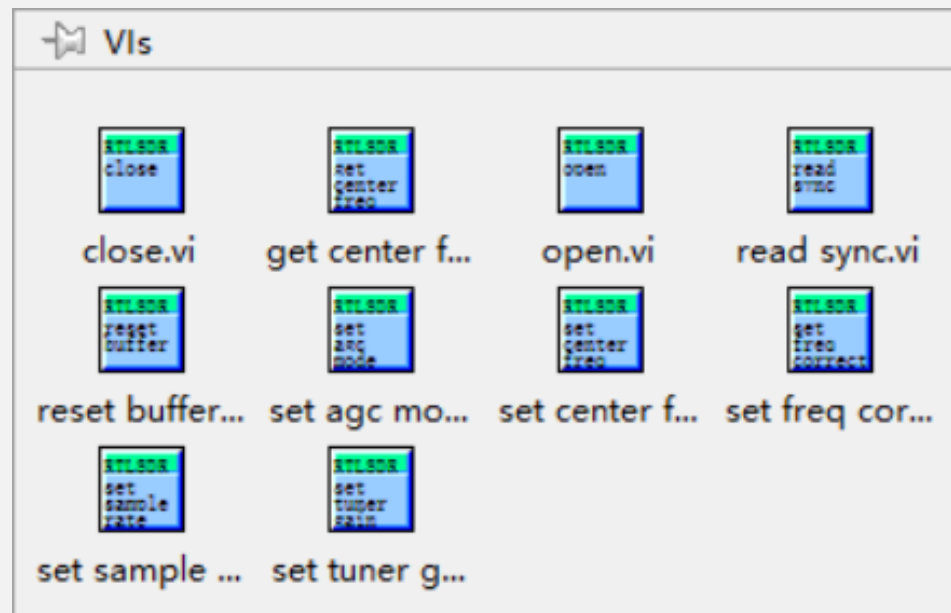 VIs
RTLSDR RTLSDR RTLSDR RTLSDR
close get open read
center sync
freq
close.vi get center f... open.vi read sync.vi
RTLSDR RTLSDR RTLSDR RTLSDR
reset set set set
buffer agc center freq
mode freq correct
reset buffer... set agc mo... set center f... set freq cor...
RTLSDR RTLSDR
set set
sample tuner
rate gain
set sample ... set tuner g...